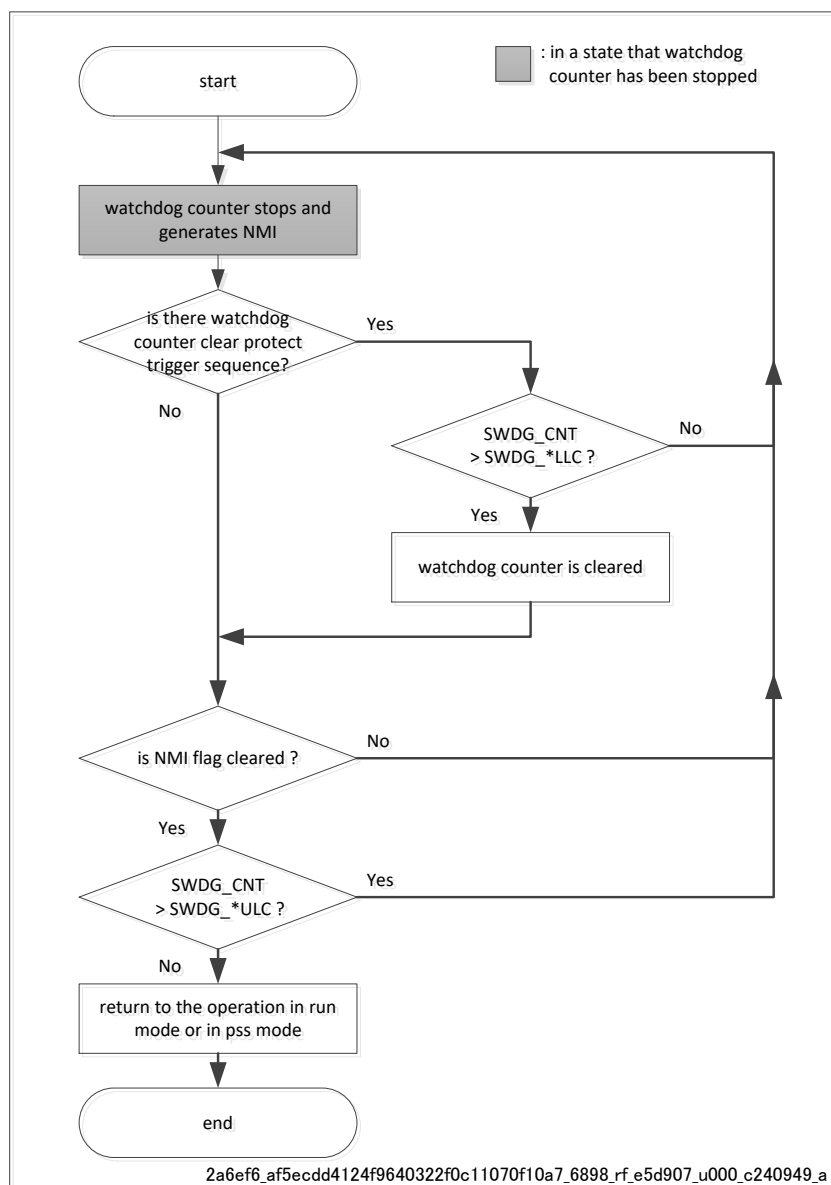 start
: in a state that watchdog
counter has been stopped
watchdog counter stops and
generates NMI
is there watchdog
counter clear protect
trigger sequence?
Yes
No
SWDG_CNT
> SWDG_*LLC ?
No
Yes
watchdog counter is cleared
is NMI flag cleared ?
No
Yes
SWDG_CNT
> SWDG_*ULC ?
Yes
No
return to the operation in run
mode or in pss mode
end
2a6ef6_af5ecdd4124f9640322f0c11070f10a7_6898_rf_e5d907_u000_c240949_a